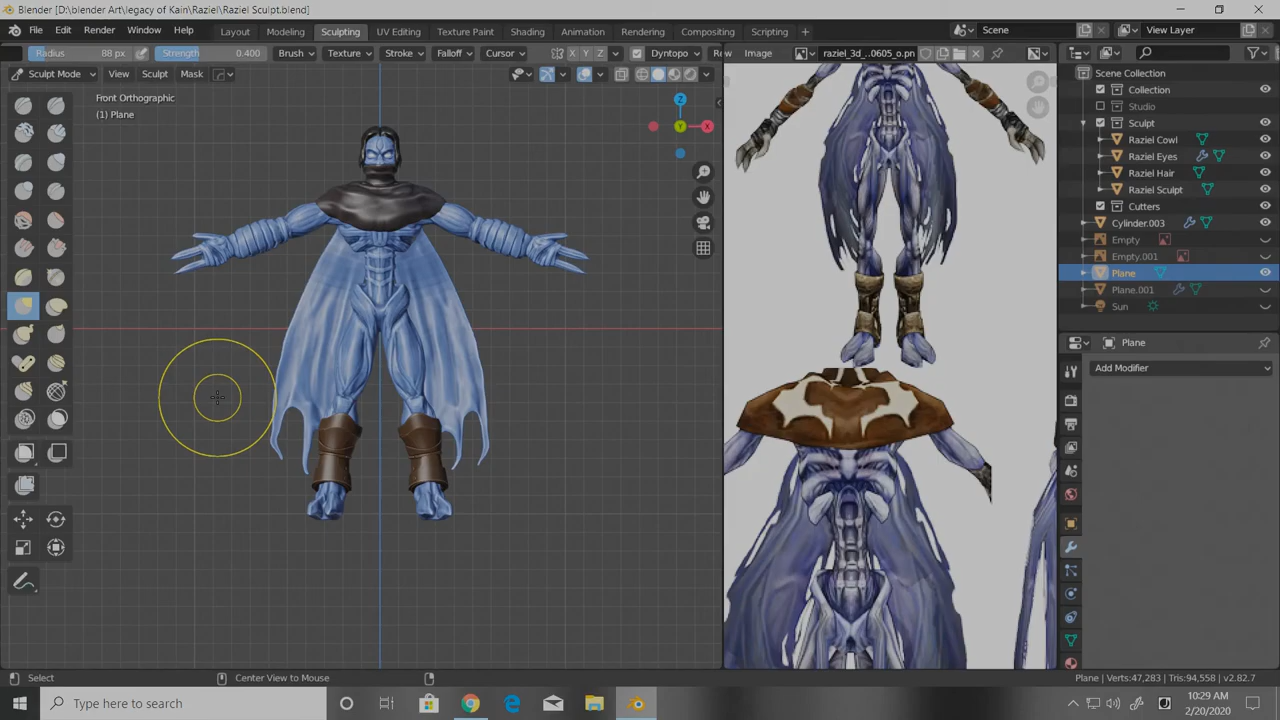 Blender [D:\blender Art\legacy of Kain\Raziel\Raziel Sculpt.blend]
File Edit Render Window Help Layout Modeling Sculpting UV Editing Texture Paint Shading Animation Rendering Compositing Scripting + Scene View Layer
Radius 88 px Strength 0.400 Brush Texture Stroke Falloff Cursor X Y Z Dyntopo Image raziel_3d_..0605_o.pn
Sculpt Mode View Sculpt Mask
Scene Collection
Front Orthographic
(1) Plane
Collection
Studio
Sculpt
Raziel Cowl
Raziel Eyes
Raziel Hair
Raziel Sculpt
Cutters
Cylinder.003
Empty
Empty.001
Plane
Plane.001
Sun
Z
Y
X
Plane
Add Modifier
Select Center View to Mouse Plane | Verts:47,283 | Tris:94,558 | v2.82.7
Type here to search
10:29 AM
2/20/2020